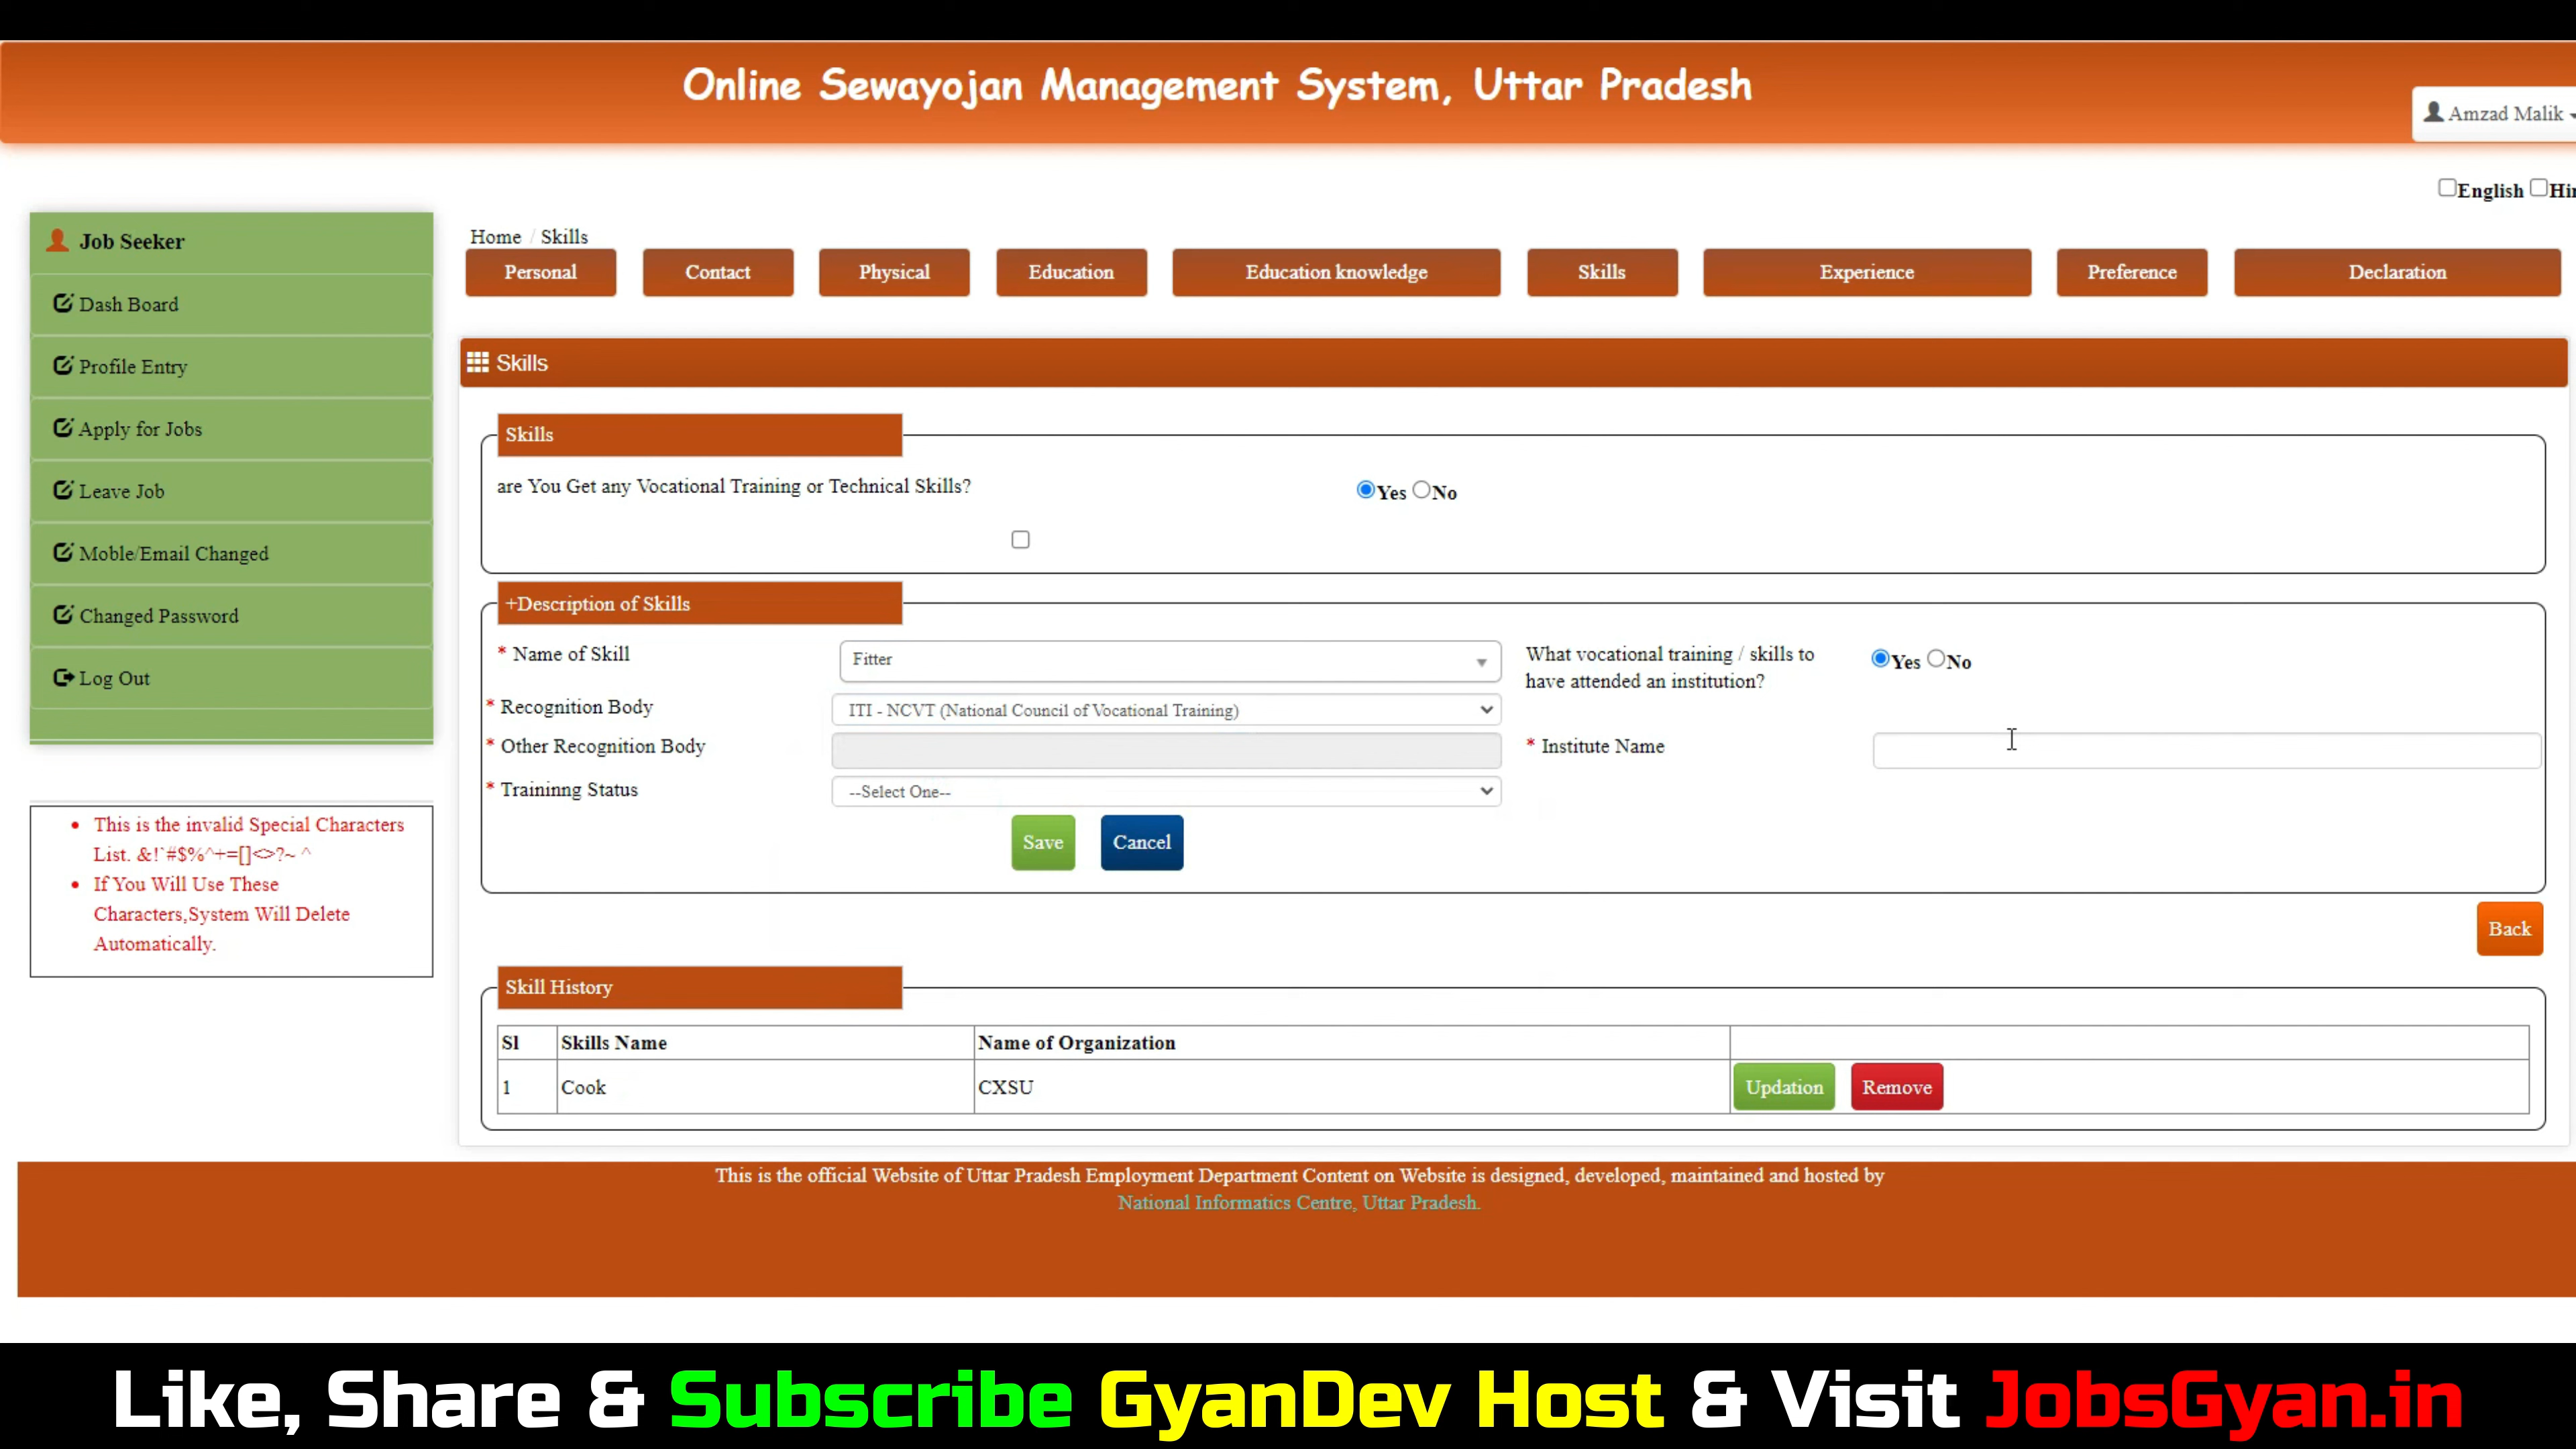 Online Sewayojan Management System, Uttar Pradesh
Amzad Malik
English
Job Seeker
Dash Board
Profile Entry
Apply for Jobs
Leave Job
Moble/Email Changed
Changed Password
Log Out
This is the invalid Special Characters
List. &!`#$%^+=[]<>?~ ^
If You Will Use These
Characters,System Will Delete
Automatically.
Home / Skills
Personal Contact Physical Education Education knowledge Skills Experience Preference Declaration
Skills
Skills
are You Get any Vocational Training or Technical Skills? Yes No
+Description of Skills
* Name of Skill Fitter
What vocational training / skills to
have attended an institution? Yes No
* Recognition Body ITI - NCVT (National Council of Vocational Training)
* Other Recognition Body * Institute Name
* Traininng Status --Select One--
Save Cancel
Back
Skill History
Sl Skills Name Name of Organization
1 Cook CXSU Updation Remove
This is the official Website of Uttar Pradesh Employment Department Content on Website is designed, developed, maintained and hosted by
National Informatics Centre, Uttar Pradesh.
Like, Share & Subscribe GyanDev Host & Visit JobsGyan.in